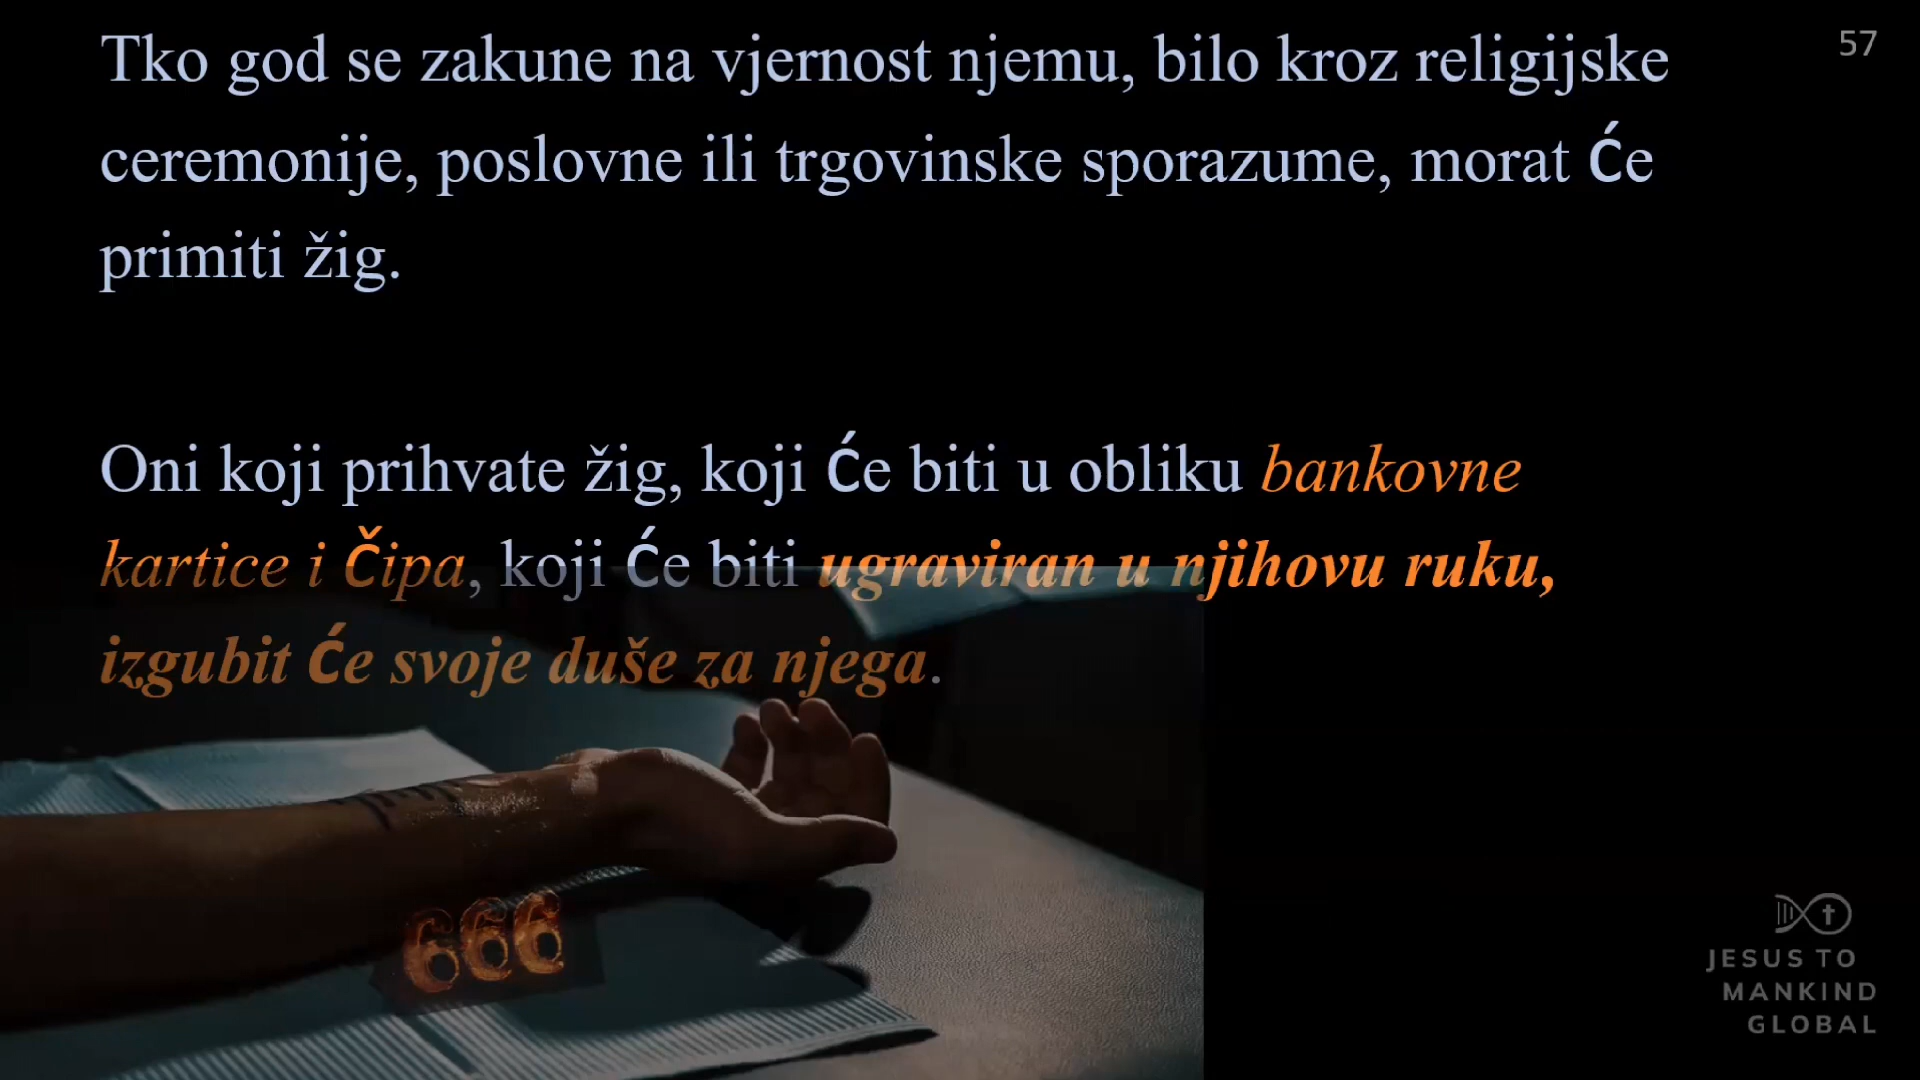 Tko god se zakune na vjernost njemu, bilo kroz religijske
57
ceremonije, poslovne ili trgovinske sporazume, morat Će
primiti žig.
Oni koji prihvate žig, koji Će biti u obliku bankovne
kartice i Čipa, koji Će biti ugraviran u njihovu ruku,
izgubit Će svoje duše za njega.
666
JESUS TO
MANKIND
GLOBAL